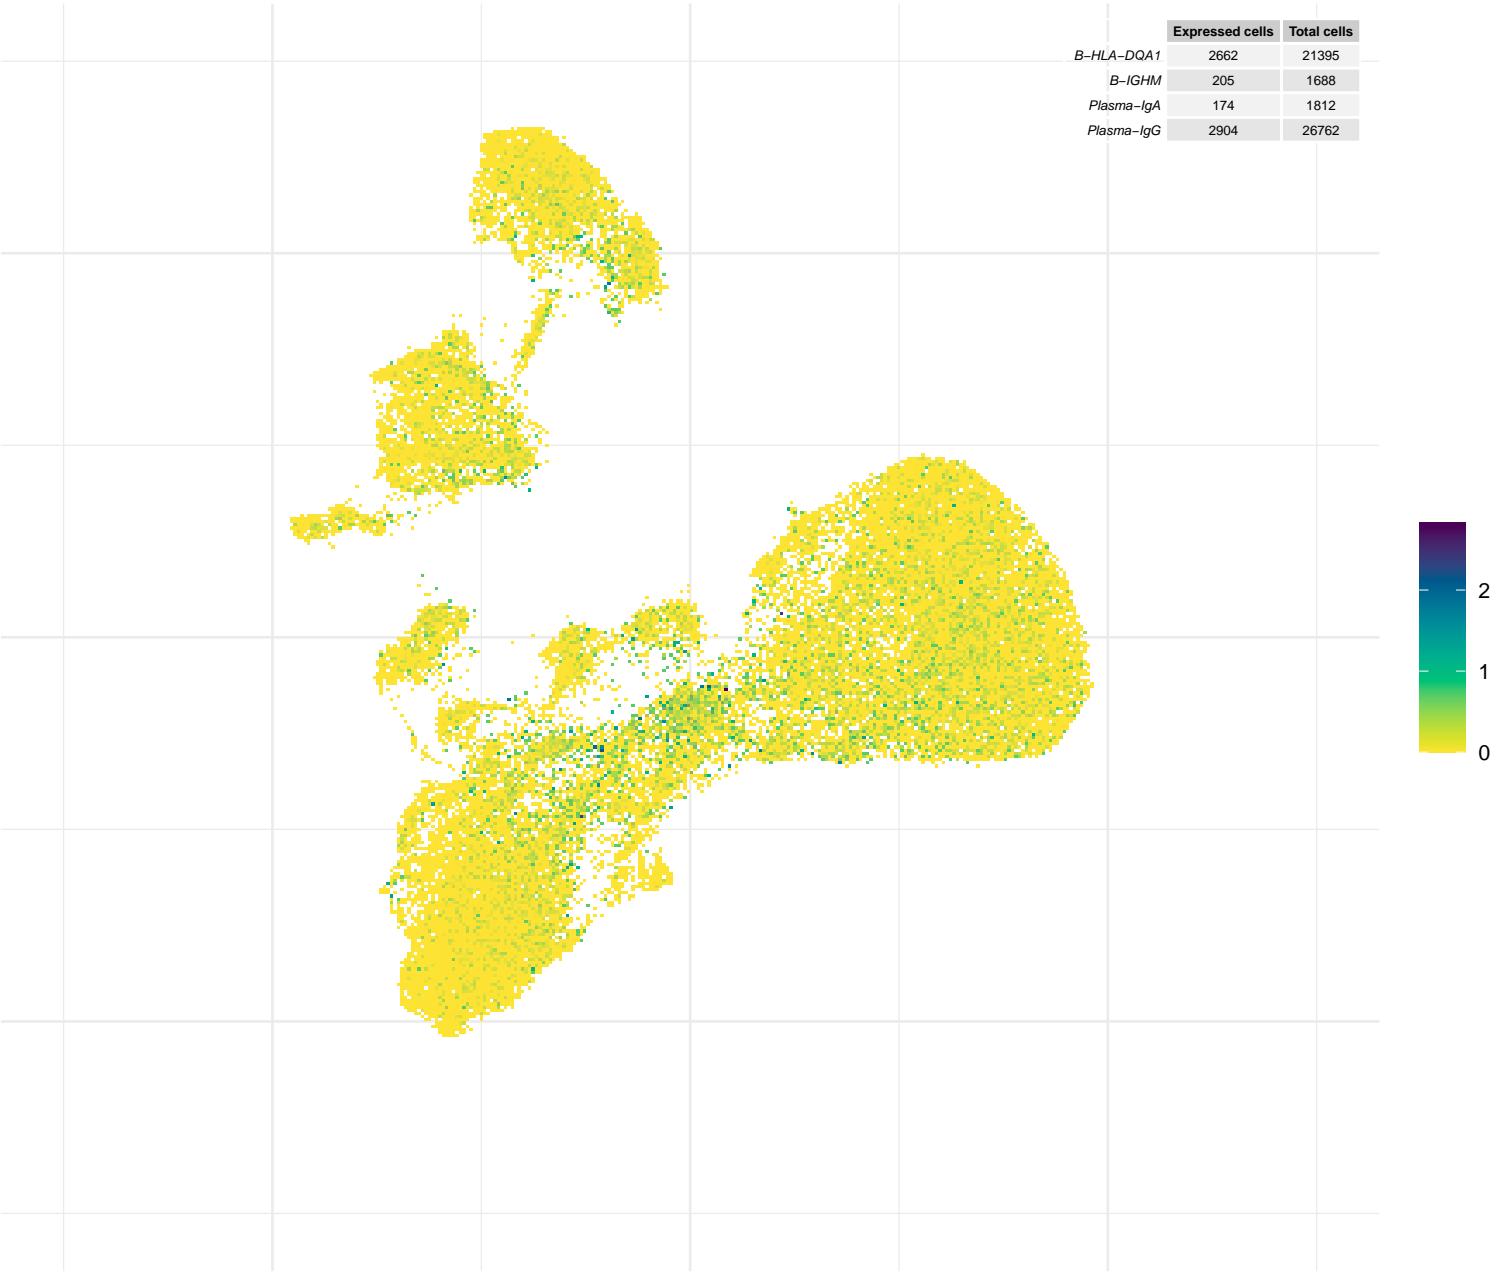 Expressed cells Total cells
B−HLA−DQA1 2662 21395
B−IGHM 205 1688
Plasma−IgA 174 1812
Plasma−IgG 2904 26762
2
1
0